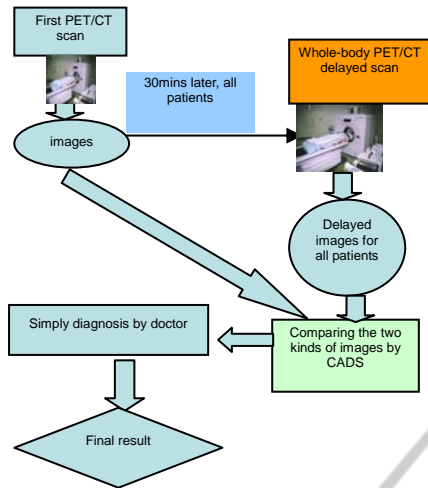 First PET/CT
scan
30mins later, all
patients
Whole-body PET/CT
delayed scan
images
Delayed
images for
all patients
Simply diagnosis by doctor
Comparing the two
kinds of images by
CADS
Final result